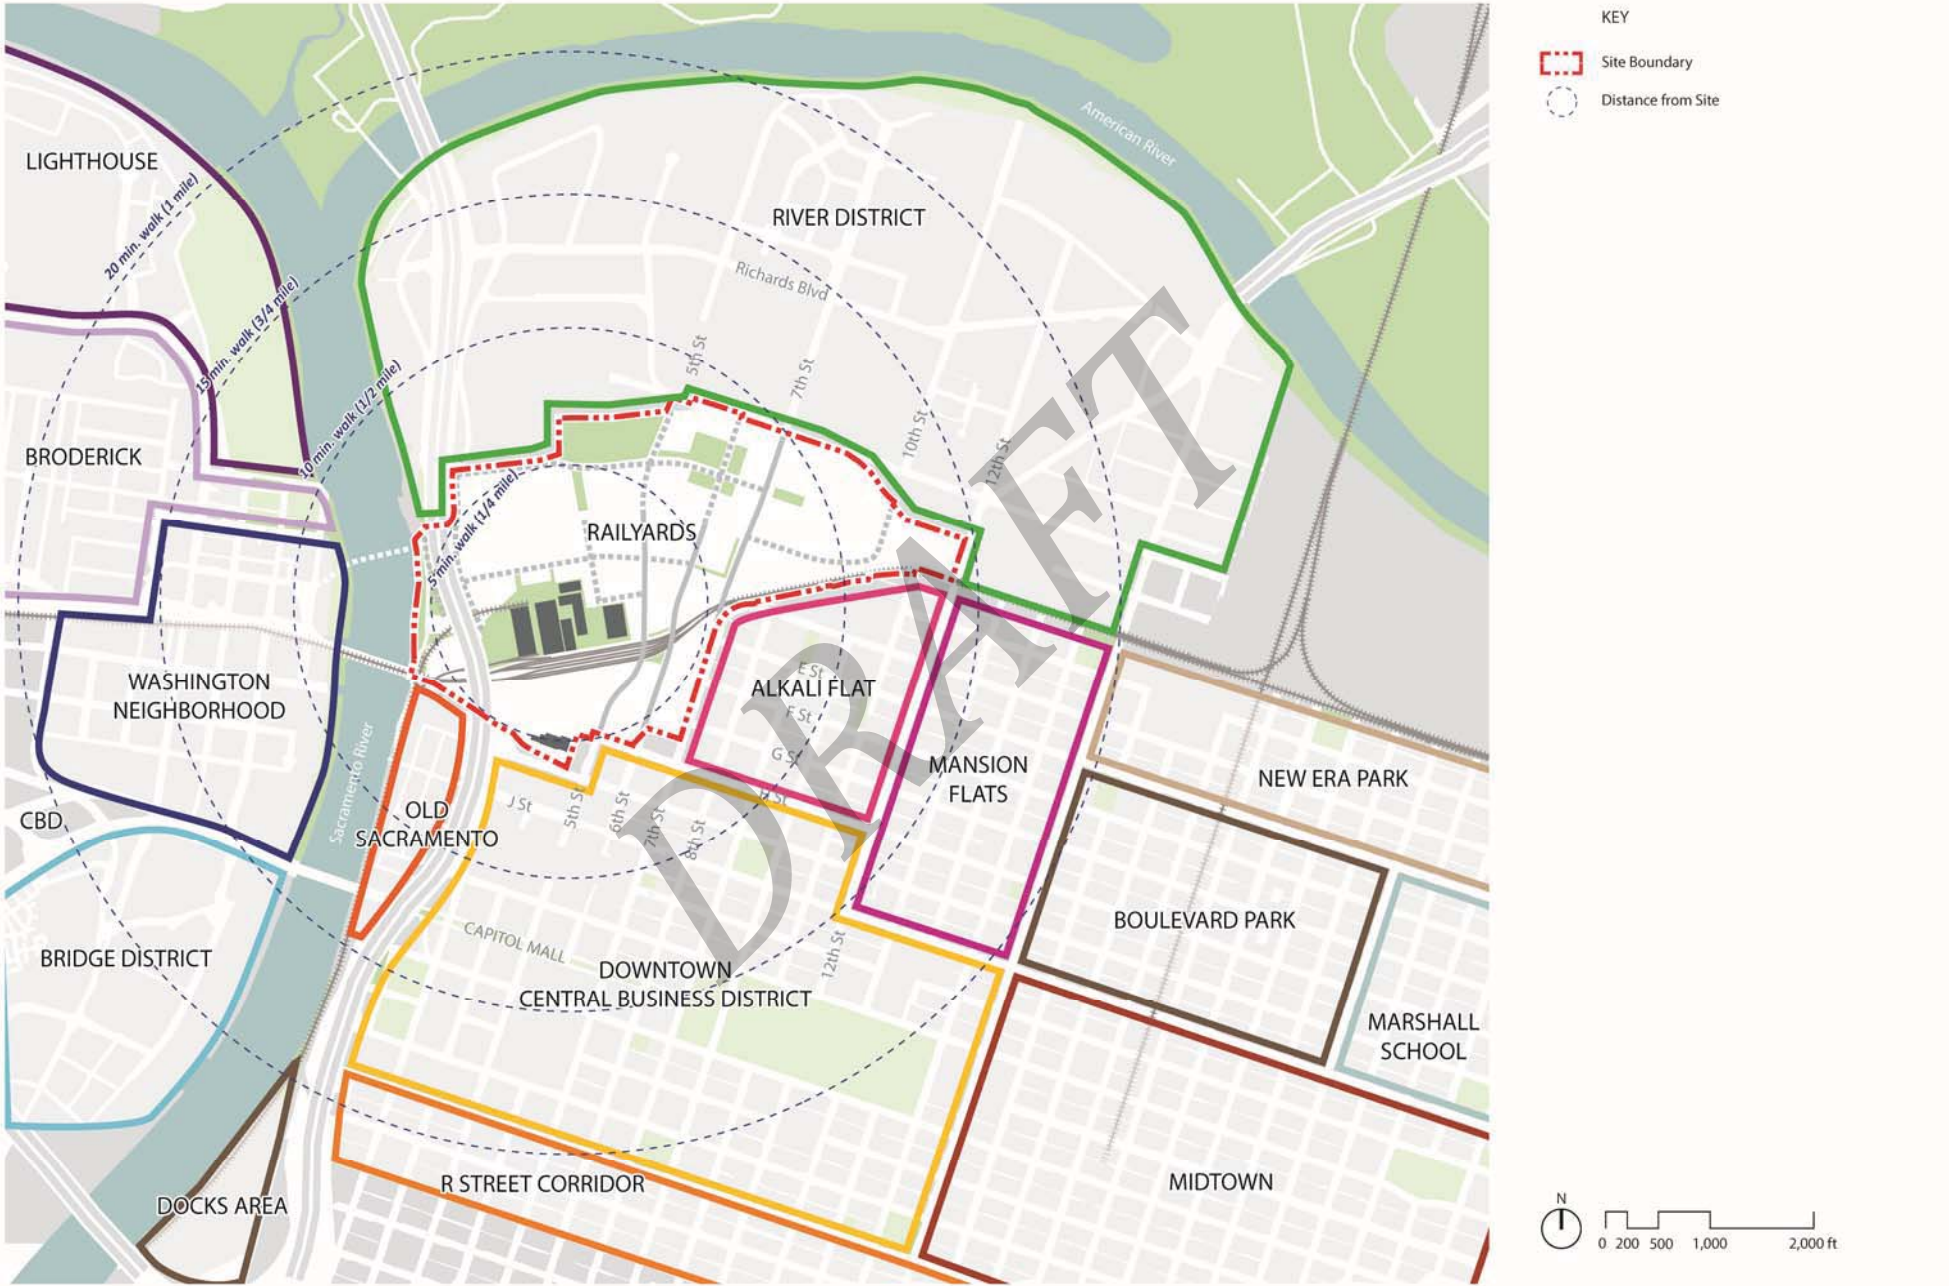 KEY
Site Boundary
Distance from Site
American River
LIGHTHOUSE
20 min. walk (1 mile)
RIVER DISTRICT
Richards Blvd
15 min. walk (3/4 mile)
5th St
7th St
10 min. walk (1/2 mile)
10th St
12th St
BRODERICK
5 min. walk (1/4 mile)
RAILYARDS
DRAFT
E St
ALKALI FLAT
F St
G St
H St
WASHINGTON
NEIGHBORHOOD
Sacramento River
MANSION
FLATS
NEW ERA PARK
J St
5th St
6th St
7th St
8th St
OLD
SACRAMENTO
CBD
BOULEVARD PARK
CAPITOL MALL
12th St
BRIDGE DISTRICT
DOWNTOWN
CENTRAL BUSINESS DISTRICT
MARSHALL
SCHOOL
R STREET CORRIDOR
MIDTOWN
DOCKS AREA
N
0 200 500 1,000 2,000 ft